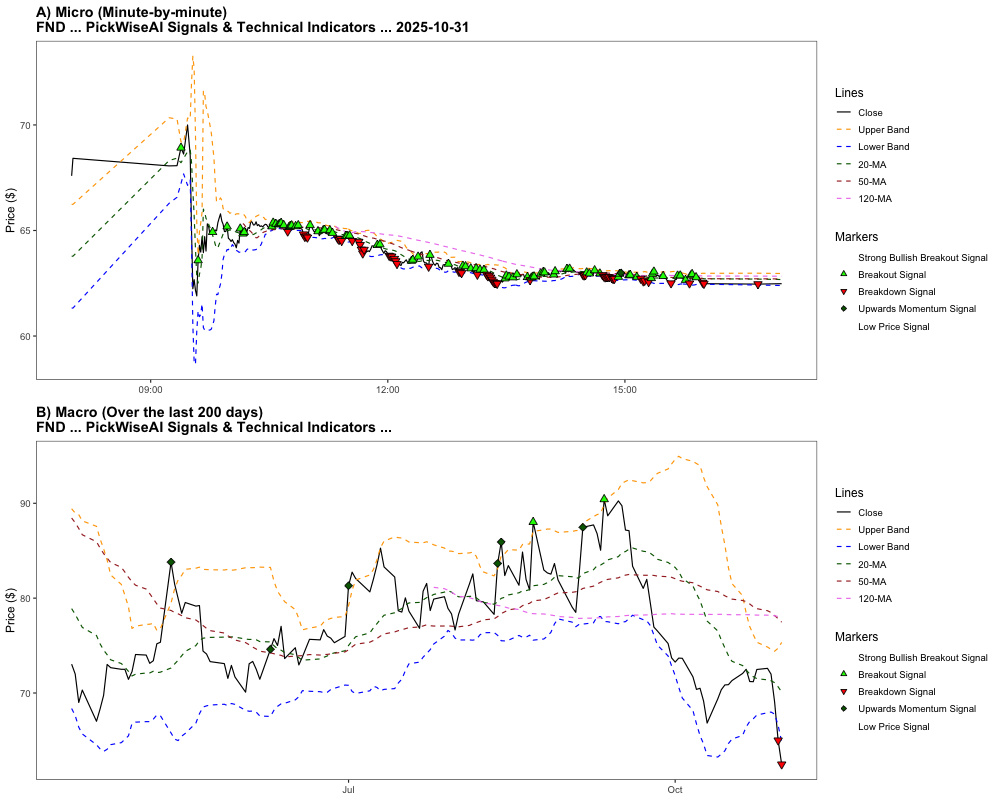 A) Micro (Minute-by-minute)
FND ... PickWiseAI Signals & Technical Indicators ... 2025-10-31
Price ($)
70
65
60
09:00
12:00
15:00
Lines
Close
Upper Band
Lower Band
20-MA
50-MA
120-MA
Markers
Strong Bullish Breakout Signal
Breakout Signal
Breakdown Signal
Upwards Momentum Signal
Low Price Signal
B) Macro (Over the last 200 days)
FND ... PickWiseAI Signals & Technical Indicators ...
Price ($)
90
80
70
Jul
Oct
Lines
Close
Upper Band
Lower Band
20-MA
50-MA
120-MA
Markers
Strong Bullish Breakout Signal
Breakout Signal
Breakdown Signal
Upwards Momentum Signal
Low Price Signal